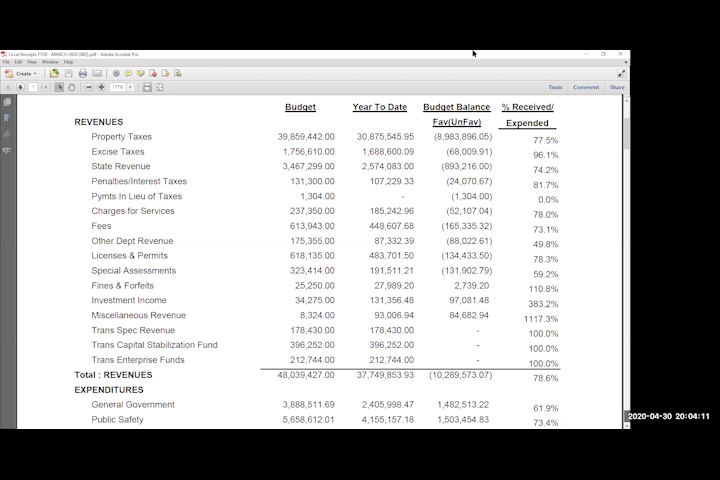 Local Receipts FY20 - MARCH 2020 (002).pdf - Adobe Acrobat Pro
File Edit View Window Help
Create
1 / 4
Tools Comment Share
Budget Year To Date Budget Balance % Received/
REVENUES Fav(UnFav) Expended
Property Taxes 39,859,442.00 30,875,545.95 (8,983,896.05) 77.5%
Excise Taxes 1,756,610.00 1,688,600.09 (68,009.91) 96.1%
State Revenue 3,467,299.00 2,574,083.00 (893,216.00) 74.2%
Penalties/Interest Taxes 131,300.00 107,229.33 (24,070.67) 81.7%
Pymts In Lieu of Taxes 1,304.00 - (1,304.00) 0.0%
Charges for Services 237,350.00 185,242.96 (52,107.04) 78.0%
Fees 613,943.00 448,607.68 (165,335.32) 73.1%
Other Dept Revenue 175,355.00 87,332.39 (88,022.61) 49.8%
Licenses & Permits 618,135.00 483,701.50 (134,433.50) 78.3%
Special Assessments 323,414.00 191,511.21 (131,902.79) 59.2%
Fines & Forfeits 25,250.00 27,989.20 2,739.20 110.8%
Investment Income 34,275.00 131,356.48 97,081.48 383.2%
Miscellaneous Revenue 8,324.00 93,006.94 84,682.94 1117.3%
Trans Spec Revenue 178,430.00 178,430.00 - 100.0%
Trans Capital Stabilization Fund 396,252.00 396,252.00 - 100.0%
Trans Enterprise Funds 212,744.00 212,744.00 - 100.0%
Total : REVENUES 48,039,427.00 37,749,853.93 (10,289,573.07) 78.6%
EXPENDITURES
General Government 3,888,511.69 2,405,998.47 1,482,513.22 61.9%
Public Safety 5,658,612.01 4,155,157.18 1,503,454.83 73.4%
2020-04-30 20:04:11